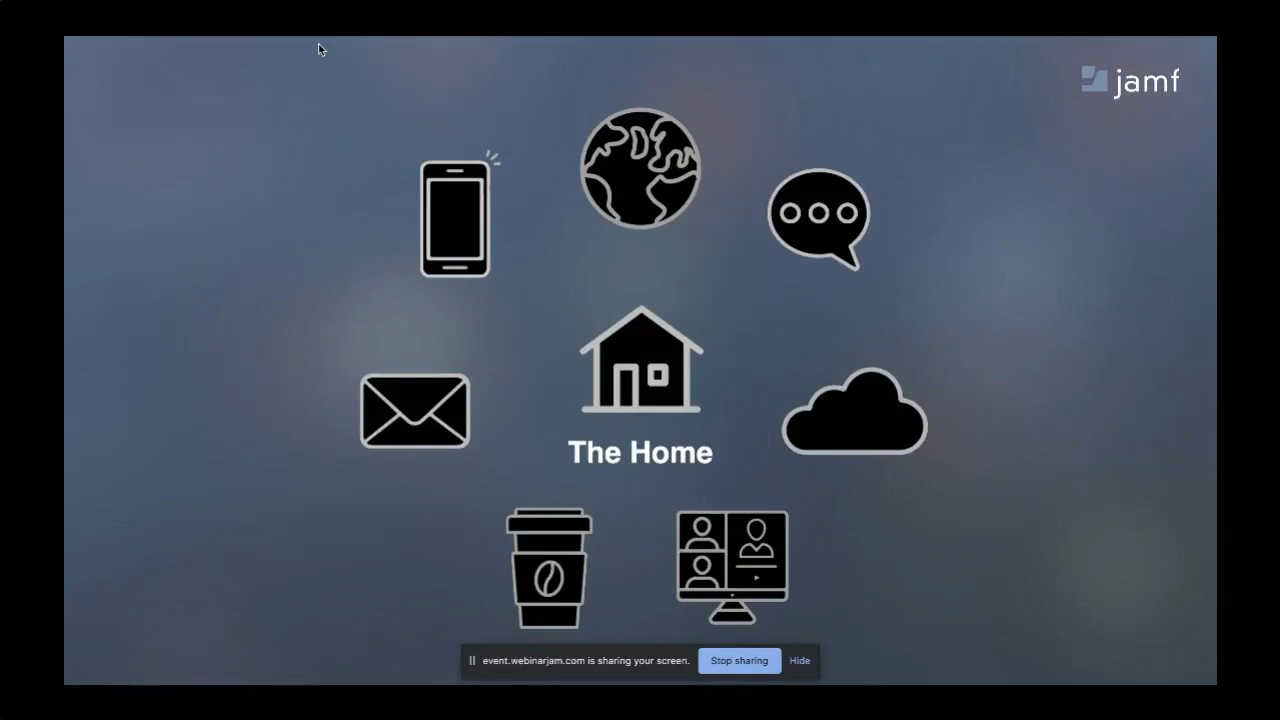 jamf
The Home
event.webinarjam.com is sharing your screen.
Stop sharing
Hide